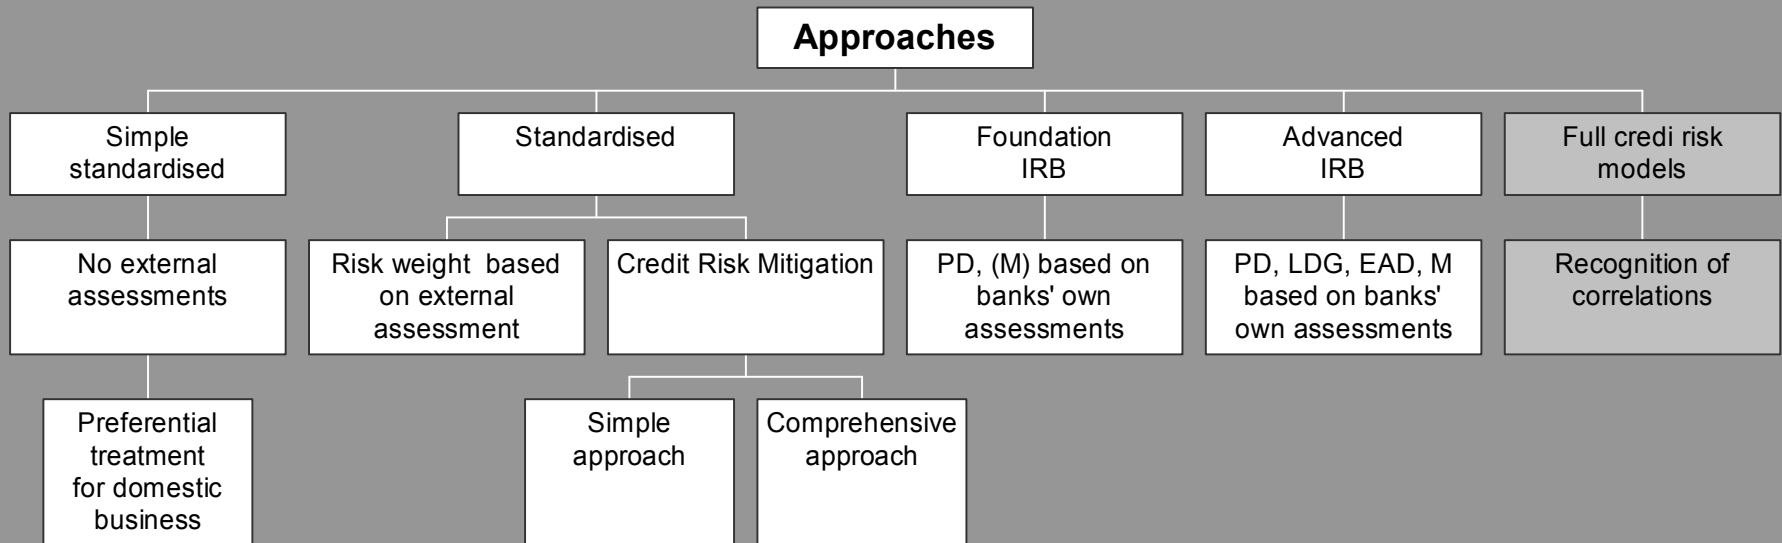 Approaches
Simple
standardised
Standardised
Foundation
IRB
Advanced
IRB
Full credi risk
models
No external
assessments
Risk weight  based
on external
assessment
Credit Risk Mitigation
PD, (M) based on
banks' own
assessments
PD, LDG, EAD, M
based on banks'
own assessments
Recognition of
correlations
Preferential
treatment
for domestic
business
Simple
approach
Comprehensive
approach